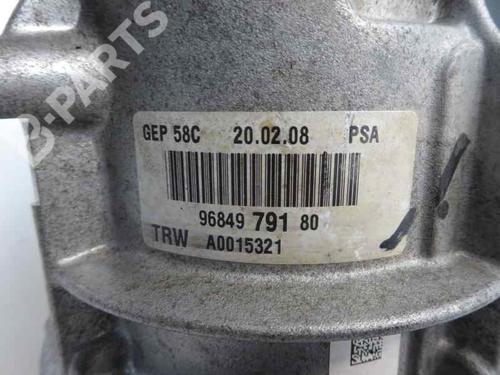 B-PARTS
GEP 58C 20.02.08 PSA
96849 791 80
TRW A0015321